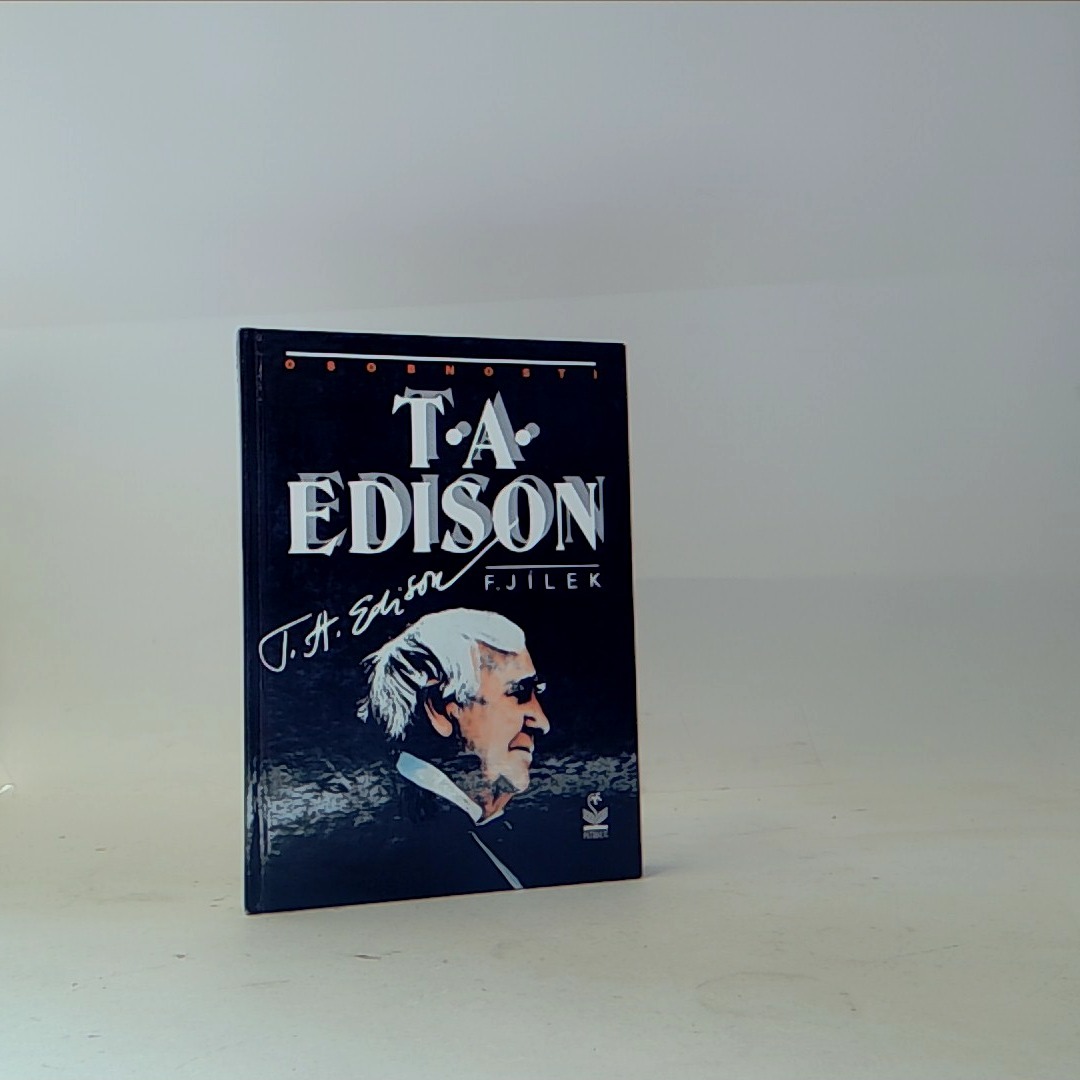 OSOBNOSTI
T·A·
EDISON
F. JÍLEK
T. A. Edison